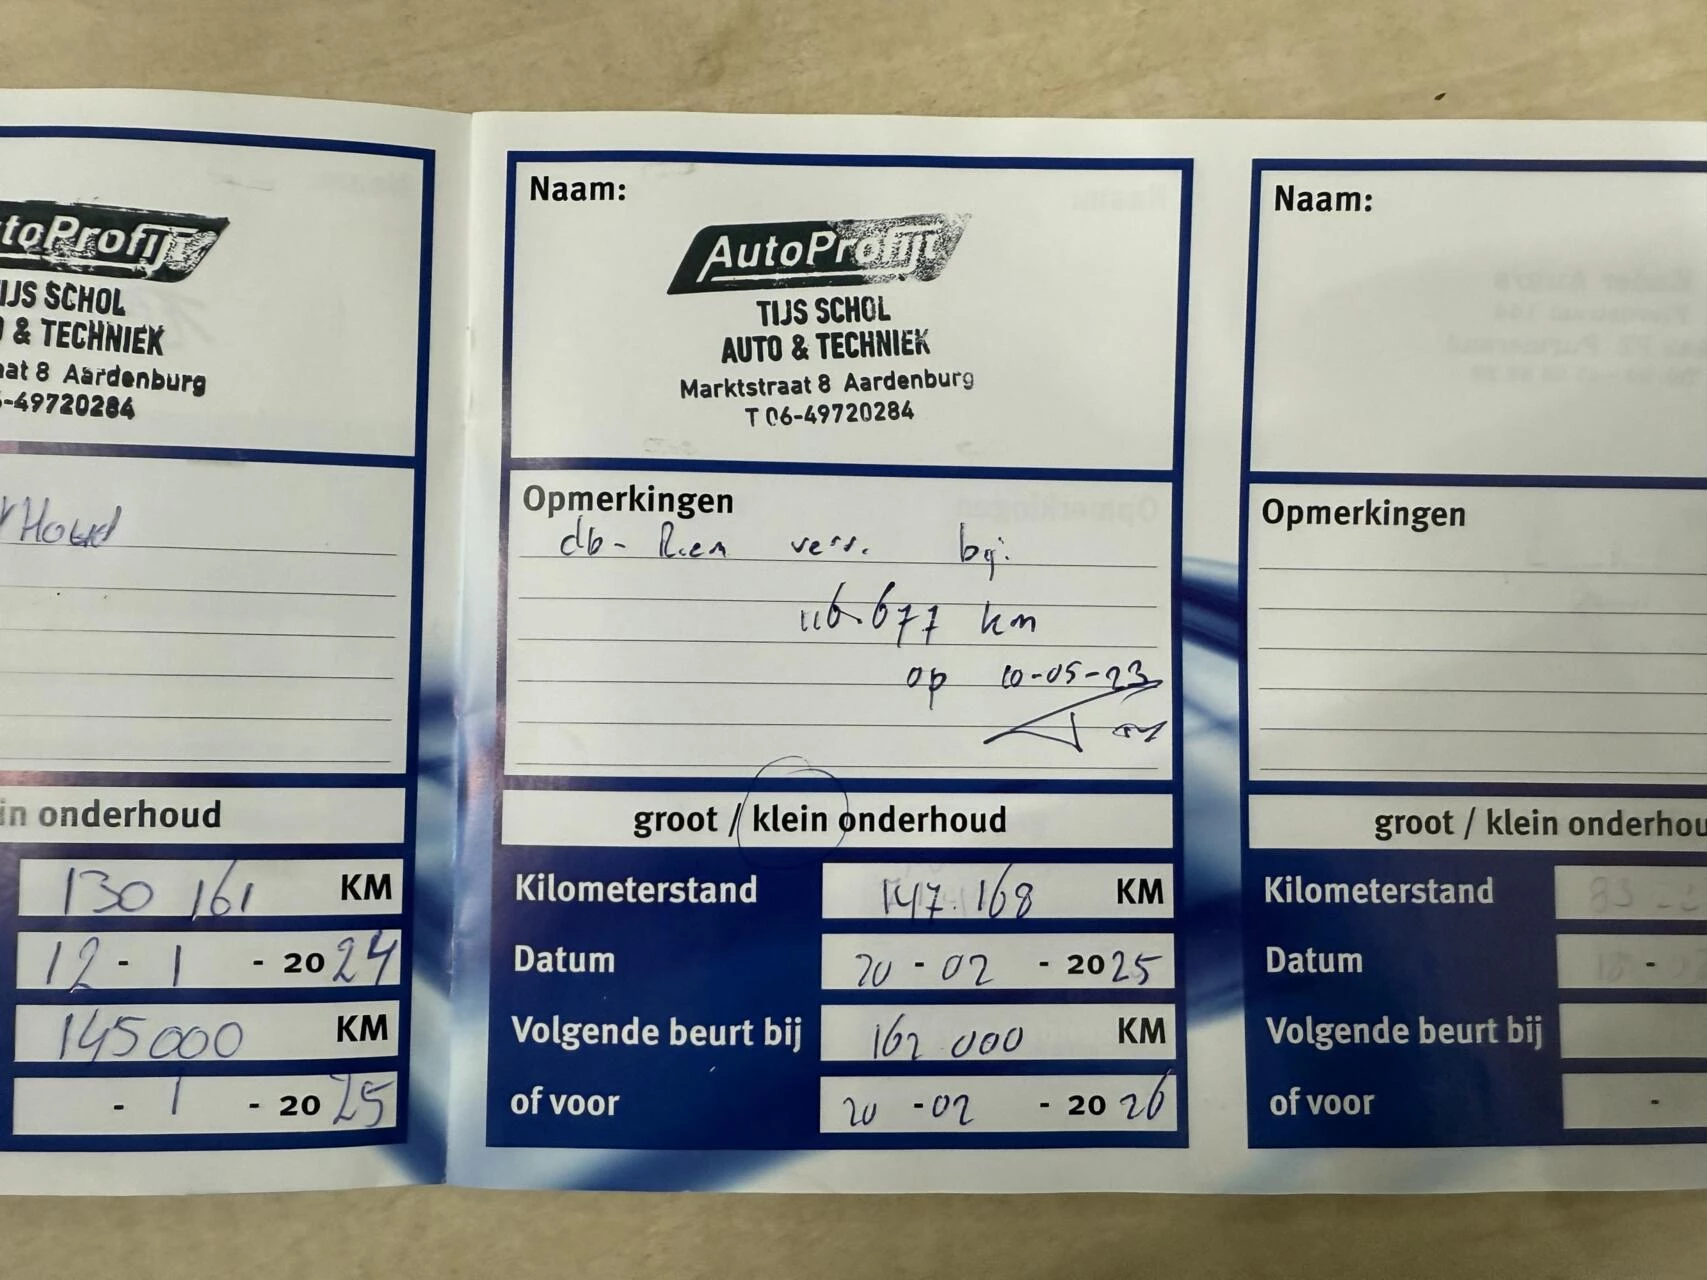 toProfijt
IJS SCHOL
& TECHNIEK
aat 8 Aardenburg
-49720284
in onderhoud
130 161 KM
12 - 1 - 2024
145000 KM
- 1 - 2025
Naam:
AutoProfijt
TIJS SCHOL
AUTO & TECHNIEK
Marktstraat 8 Aardenburg
T 06-49720284
Opmerkingen
db- Riem verv. bij:
116.677 km
op 10-05-23
groot / klein onderhoud
Kilometerstand 147.168 KM
Datum 20 - 02 - 2025
Volgende beurt bij 162.000 KM
of voor 20 - 02 - 2026
Naam:
Opmerkingen
groot / klein onderhou
Kilometerstand
Datum -
Volgende beurt bij
of voor -